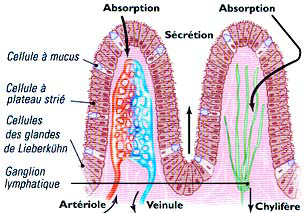 Absorption
Absorption
Sécrétion
Cellule à mucus
Cellule à
plateau strié
Cellules
des glandes
de Lieberkühn
Ganglion
lymphatique
Artériole
Veinule
Chylifère